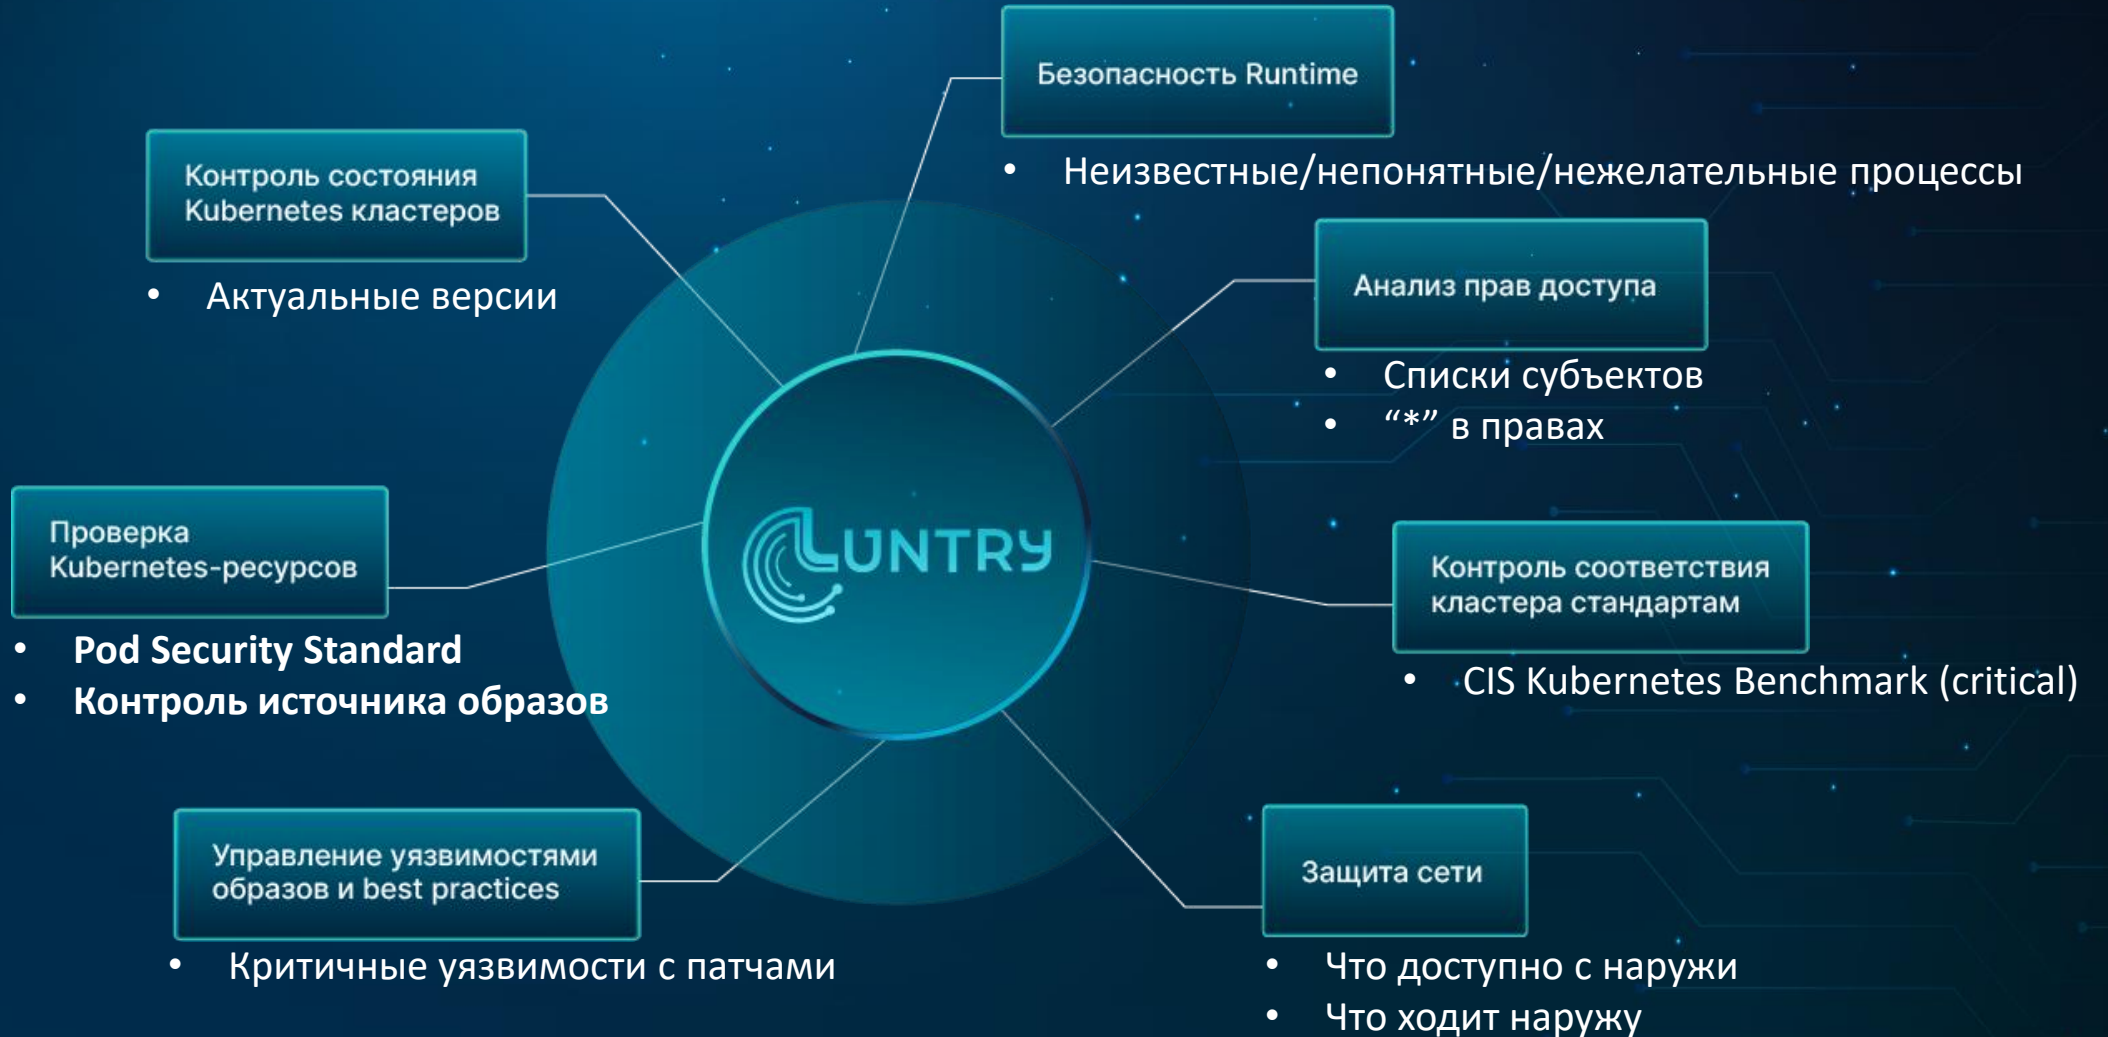 Безопасность Runtime
• Неизвестные/непонятные/нежелательные процессы
Контроль состояния
Kubernetes кластеров
• Актуальные версии
Анализ прав доступа
• Списки субъектов
• “*” в правах
LUNTRY
Проверка
Kubernetes-ресурсов
• Pod Security Standard
• Контроль источника образов
Контроль соответствия
кластера стандартам
• CIS Kubernetes Benchmark (critical)
Управление уязвимостями
образов и best practices
• Критичные уязвимости с патчами
Защита сети
• Что доступно с наружи
• Что ходит наружу